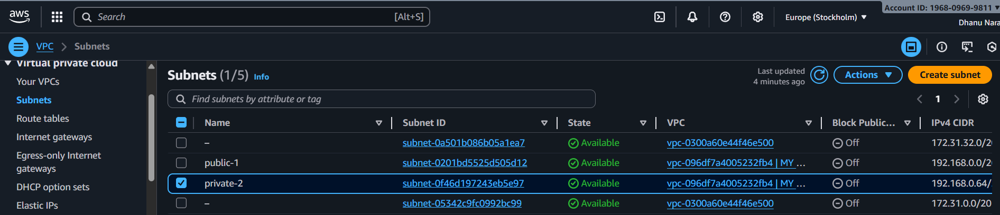 Account ID: 1968-0969-9811
aws
Search
[Alt+S]
Europe (Stockholm)
Dhanu Nara
VPC
Subnets
Virtual private cloud
Your VPCs
Subnets
Route tables
Internet gateways
Egress-only Internet
gateways
DHCP option sets
Elastic IPs
Subnets (1/5) Info
Last updated
4 minutes ago
Actions
Create subnet
Find subnets by attribute or tag
1
Name Subnet ID State VPC Block Public... IPv4 CIDR
– subnet-0a501b086b05a1ea7 Available vpc-0300a60e44f46e500 Off 172.31.32.0/20
public-1 subnet-0201bd5525d505d12 Available vpc-096df7a4005232fb4 | MY ... Off 192.168.0.0/2
private-2 subnet-0f46d197243eb5e97 Available vpc-096df7a4005232fb4 | MY ... Off 192.168.0.64/
– subnet-05342c9fc0992bc99 Available vpc-0300a60e44f46e500 Off 172.31.0.0/20